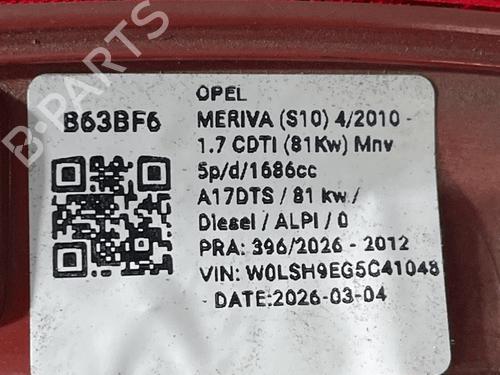 B-PARTS
B63BF6
OPEL
MERIVA (S10) 4/2010 -
1.7 CDTI (81Kw) Mnv
5p/d/1686cc
A17DTS / 81 kw /
Diesel / ALPI / 0
PRA: 396/2026 - 2012
VIN: W0LSH9EG5C41048
DATE:2026-03-04